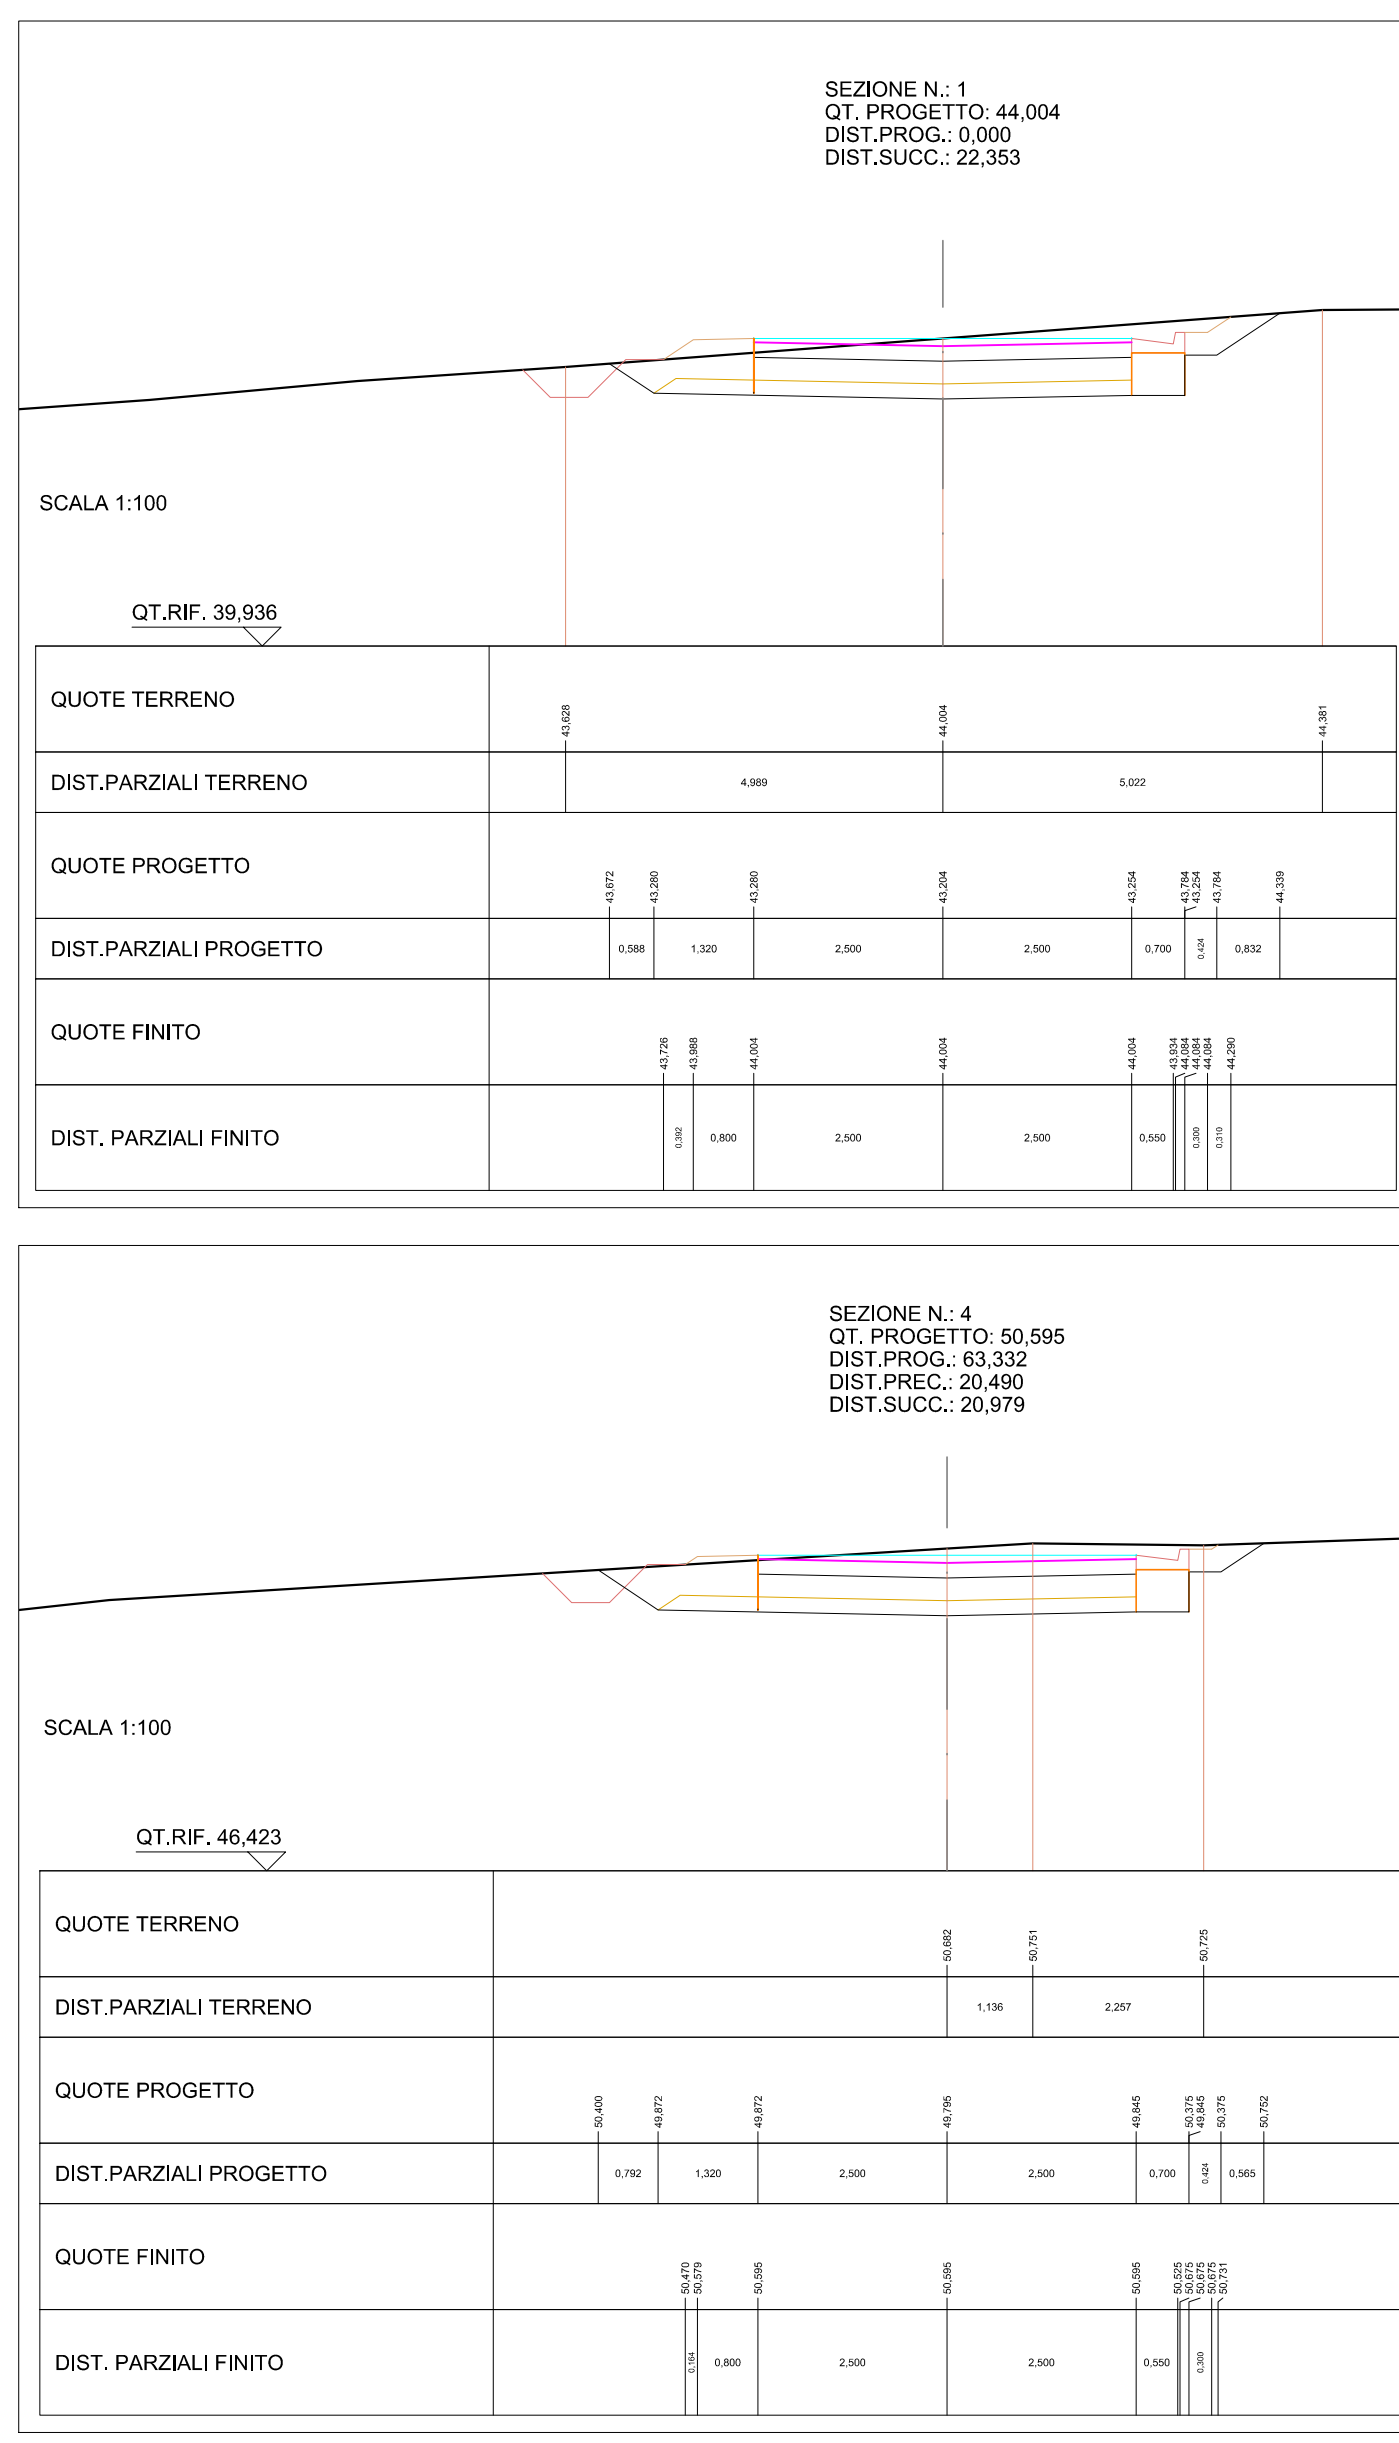 SEZIONE N.: 1
QT. PROGETTO: 44,004
DIST.PROG.: 0,000
DIST.SUCC.: 22,353
SCALA 1:100
QT.RIF. 39,936
QUOTE TERRENO
43,628 44,004 44,381
DIST.PARZIALI TERRENO
4,989 5,022
QUOTE PROGETTO
43,672 43,280 43,280 43,204 43,254 43,784 43,254 43,784 44,339
DIST.PARZIALI PROGETTO
0,588 1,320 2,500 2,500 0,700 0,424 0,832
QUOTE FINITO
43,726 43,988 44,004 44,004 44,004 43,934 44,084 44,084 44,084 44,290
DIST. PARZIALI FINITO
0,392 0,800 2,500 2,500 0,550 0,300 0,310
SEZIONE N.: 4
QT. PROGETTO: 50,595
DIST.PROG.: 63,332
DIST.PREC.: 20,490
DIST.SUCC.: 20,979
SCALA 1:100
QT.RIF. 46,423
QUOTE TERRENO
50,682 50,751 50,725
DIST.PARZIALI TERRENO
1,136 2,257
QUOTE PROGETTO
50,400 49,872 49,872 49,795 49,845 50,375 49,845 50,375 50,752
DIST.PARZIALI PROGETTO
0,792 1,320 2,500 2,500 0,700 0,424 0,565
QUOTE FINITO
50,470 50,579 50,595 50,595 50,595 50,525 50,675 50,675 50,675 50,731
DIST. PARZIALI FINITO
0,164 0,800 2,500 2,500 0,550 0,300